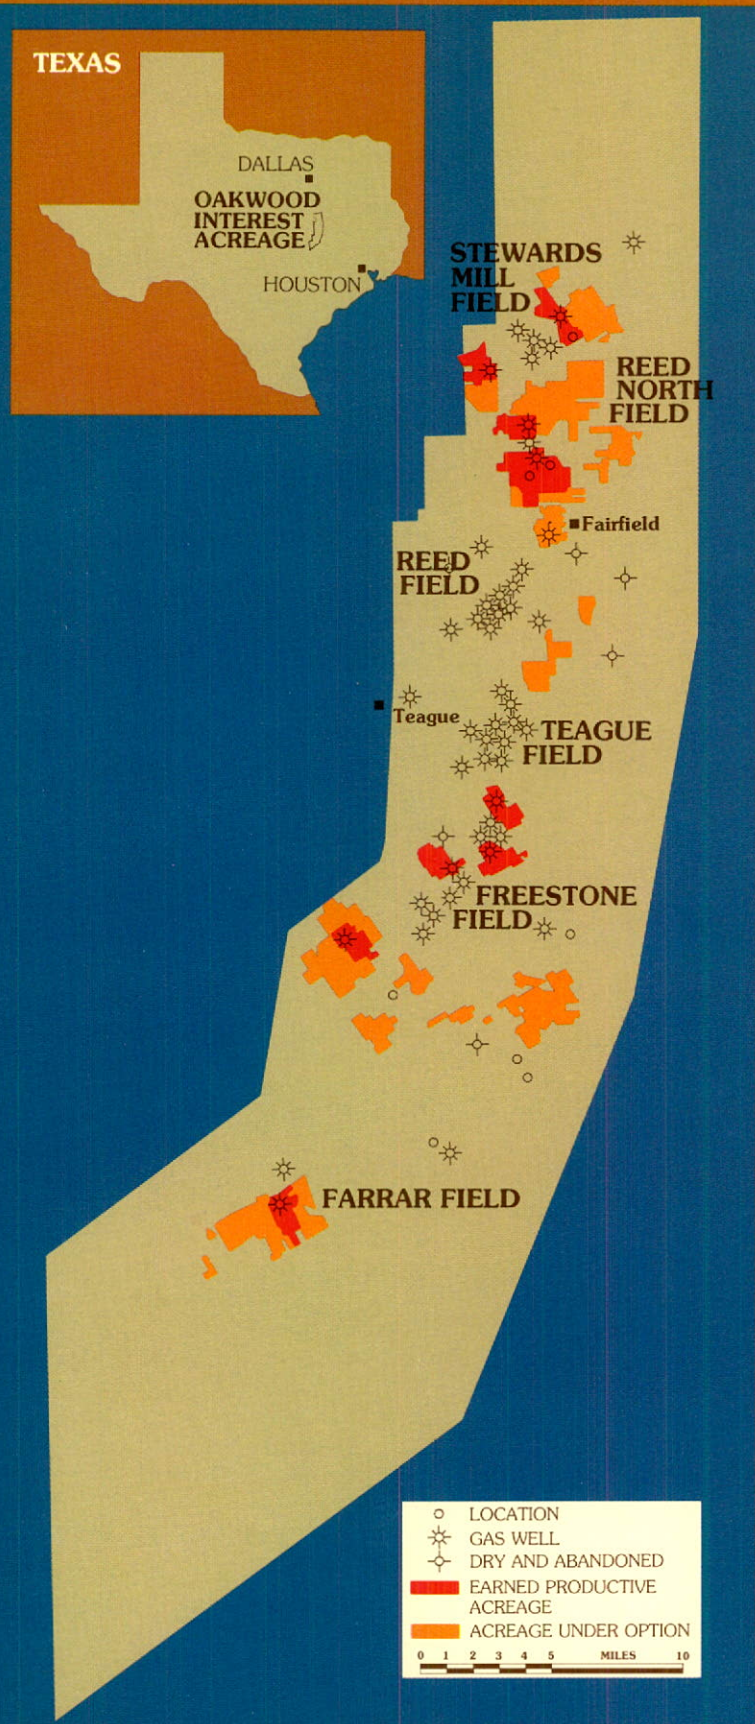 TEXAS
DALLAS
OAKWOOD
INTEREST
ACREAGE
HOUSTON
STEWARDS
MILL
FIELD
REED
NORTH
FIELD
Fairfield
REED
FIELD
Teague
TEAGUE
FIELD
FREESTONE
FIELD
FARRAR FIELD
LOCATION
GAS WELL
DRY AND ABANDONED
EARNED PRODUCTIVE
ACREAGE
ACREAGE UNDER OPTION
0 1 2 3 4 5 MILES 10